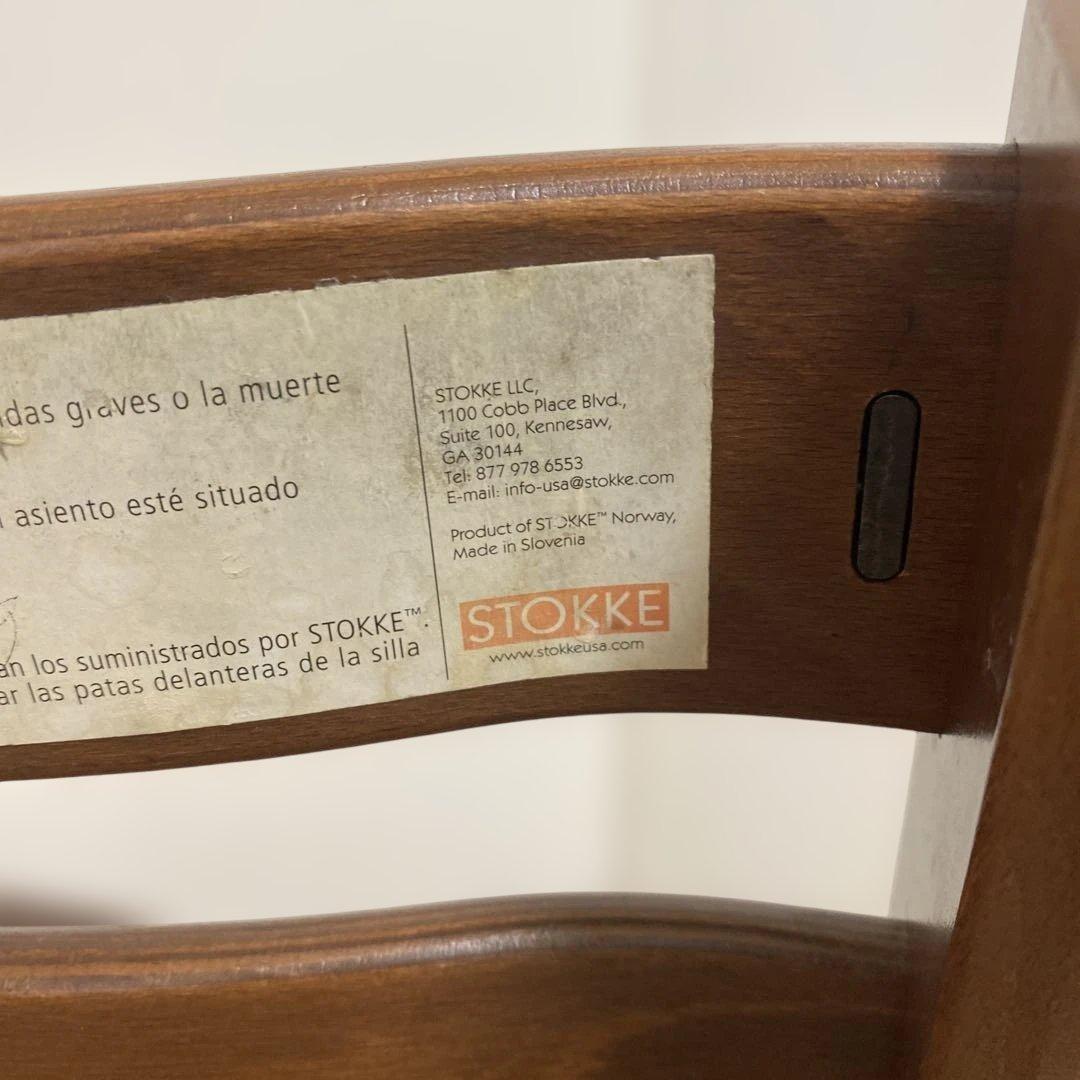 idas graves o la muerte
asiento esté situado
an los suministrados por STOKKE™.
ar las patas delanteras de la silla
STOKKE LLC,
1100 Cobb Place Blvd.,
Suite 100, Kennesaw,
GA 30144
Tel: 877 978 6553
E-mail: info-usa@stokke.com
Product of STOKKE™ Norway,
Made in Slovenia
STOKKE
www.stokkeusa.com